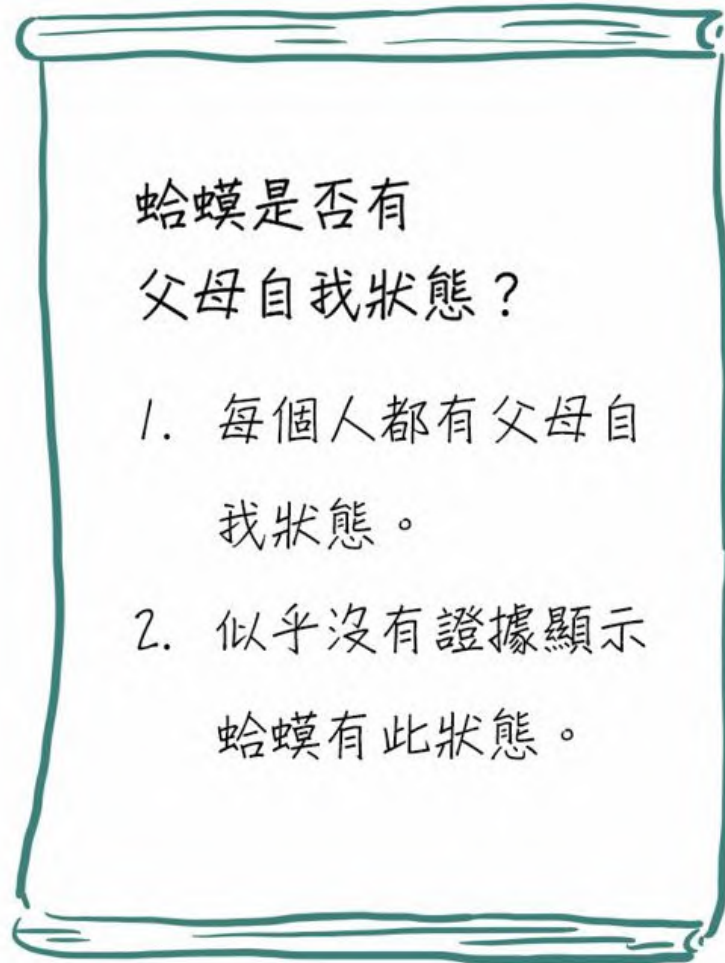 蛤蟆是否有
父母自我狀態？
1. 每個人都有父母自
我狀態。
2. 似乎沒有證據顯示
蛤蟆有此狀態。